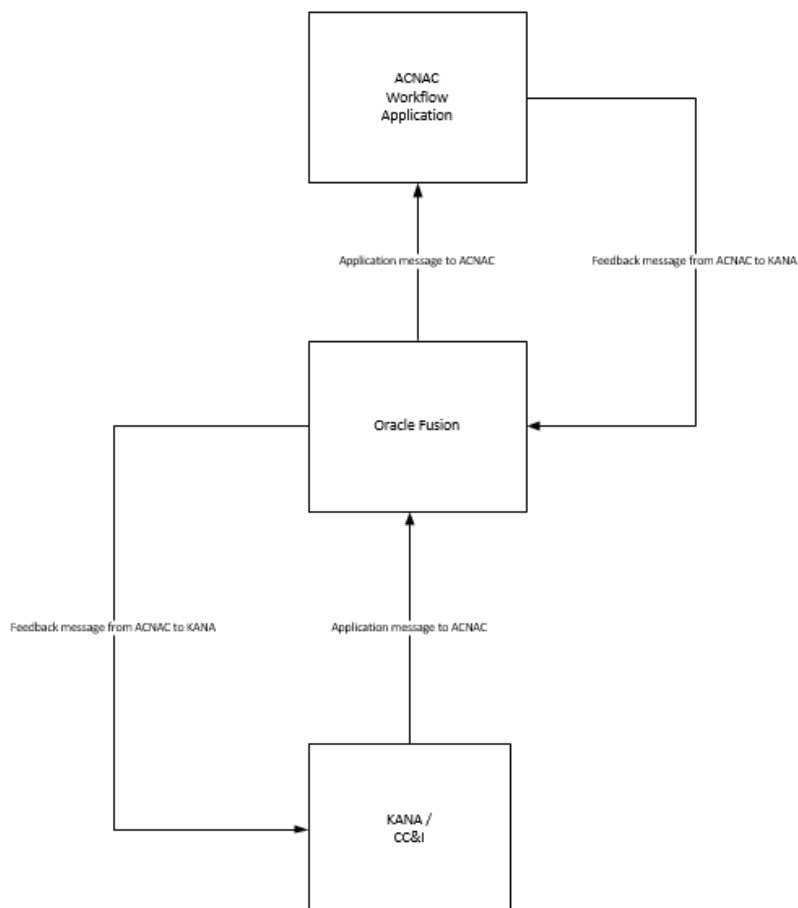 ACNAC
Workflow
Application
Application message to ACNAC
Feedback message from ACNAC to KANA
Oracle Fusion
Feedback message from ACNAC to KANA
Application message to ACNAC
KANA /
CC&I